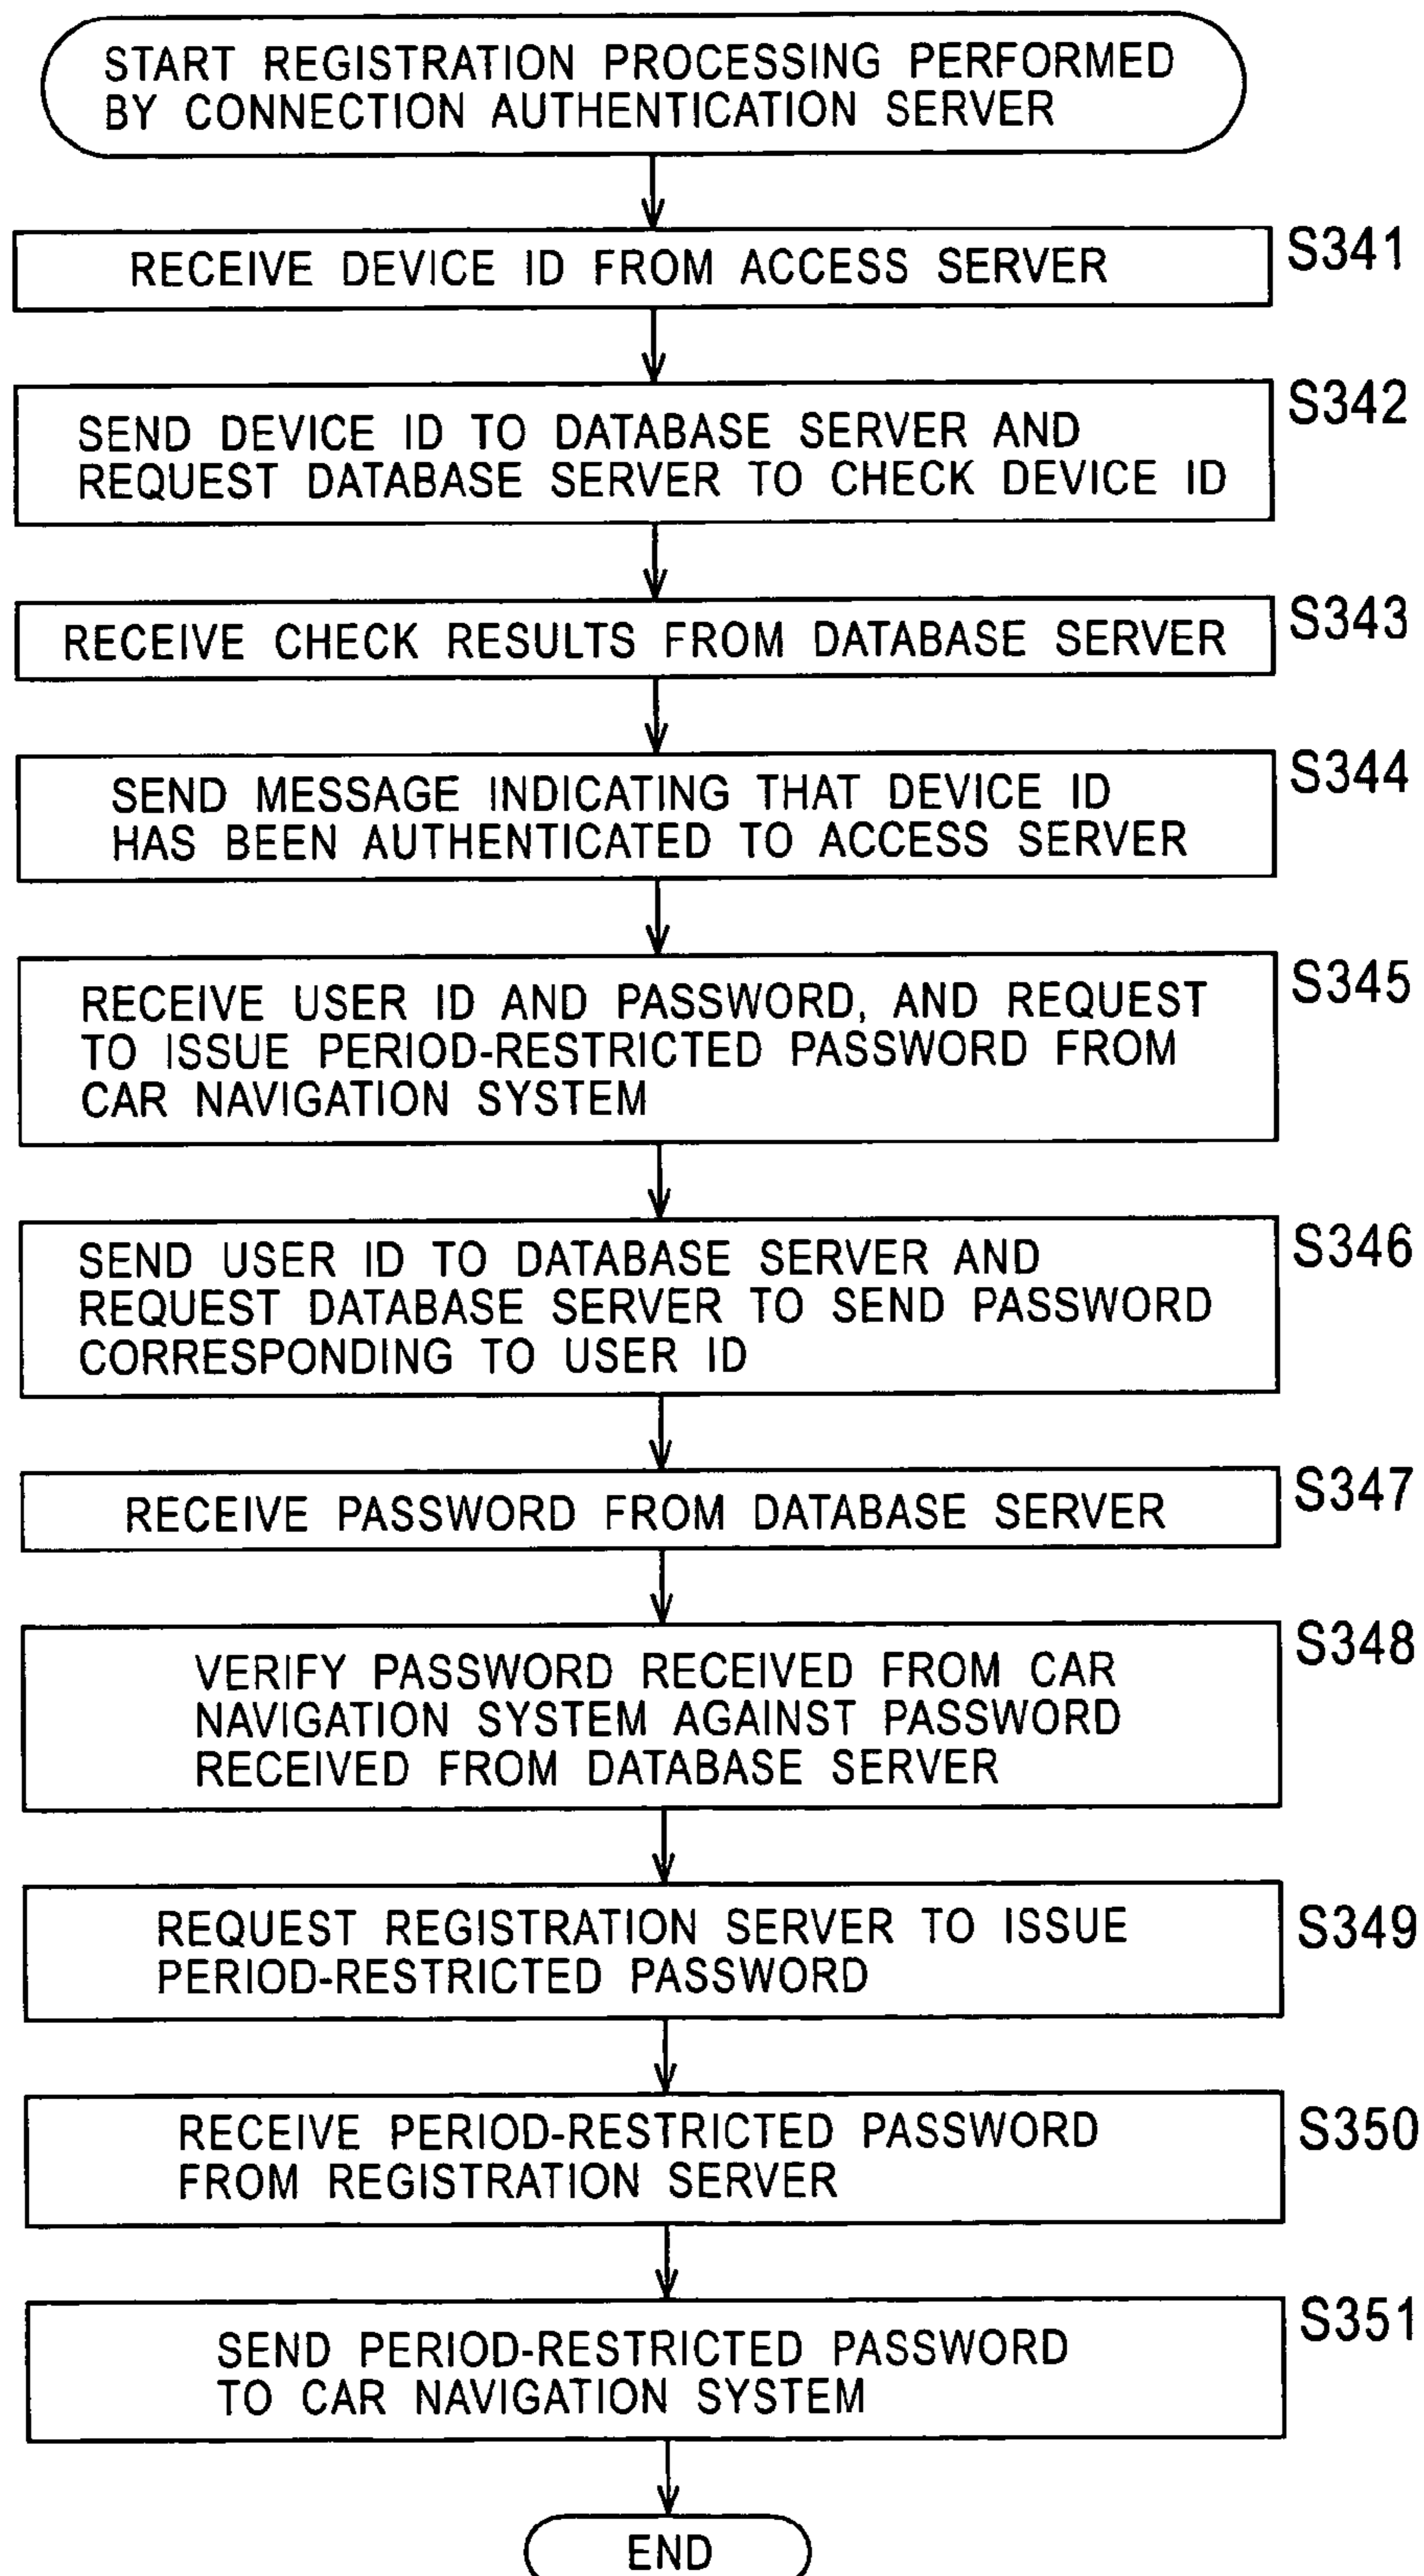 START REGISTRATION PROCESSING PERFORMED
BY CONNECTION AUTHENTICATION SERVER
RECEIVE DEVICE ID FROM ACCESS SERVER
S341
SEND DEVICE ID TO DATABASE SERVER AND
REQUEST DATABASE SERVER TO CHECK DEVICE ID
S342
RECEIVE CHECK RESULTS FROM DATABASE SERVER
S343
SEND MESSAGE INDICATING THAT DEVICE ID
HAS BEEN AUTHENTICATED TO ACCESS SERVER
S344
RECEIVE USER ID AND PASSWORD, AND REQUEST
TO ISSUE PERIOD-RESTRICTED PASSWORD FROM
CAR NAVIGATION SYSTEM
S345
SEND USER ID TO DATABASE SERVER AND
REQUEST DATABASE SERVER TO SEND PASSWORD
CORRESPONDING TO USER ID
S346
RECEIVE PASSWORD FROM DATABASE SERVER
S347
VERIFY PASSWORD RECEIVED FROM CAR
NAVIGATION SYSTEM AGAINST PASSWORD
RECEIVED FROM DATABASE SERVER
S348
REQUEST REGISTRATION SERVER TO ISSUE
PERIOD-RESTRICTED PASSWORD
S349
RECEIVE PERIOD-RESTRICTED PASSWORD
FROM REGISTRATION SERVER
S350
SEND PERIOD-RESTRICTED PASSWORD
TO CAR NAVIGATION SYSTEM
S351
END